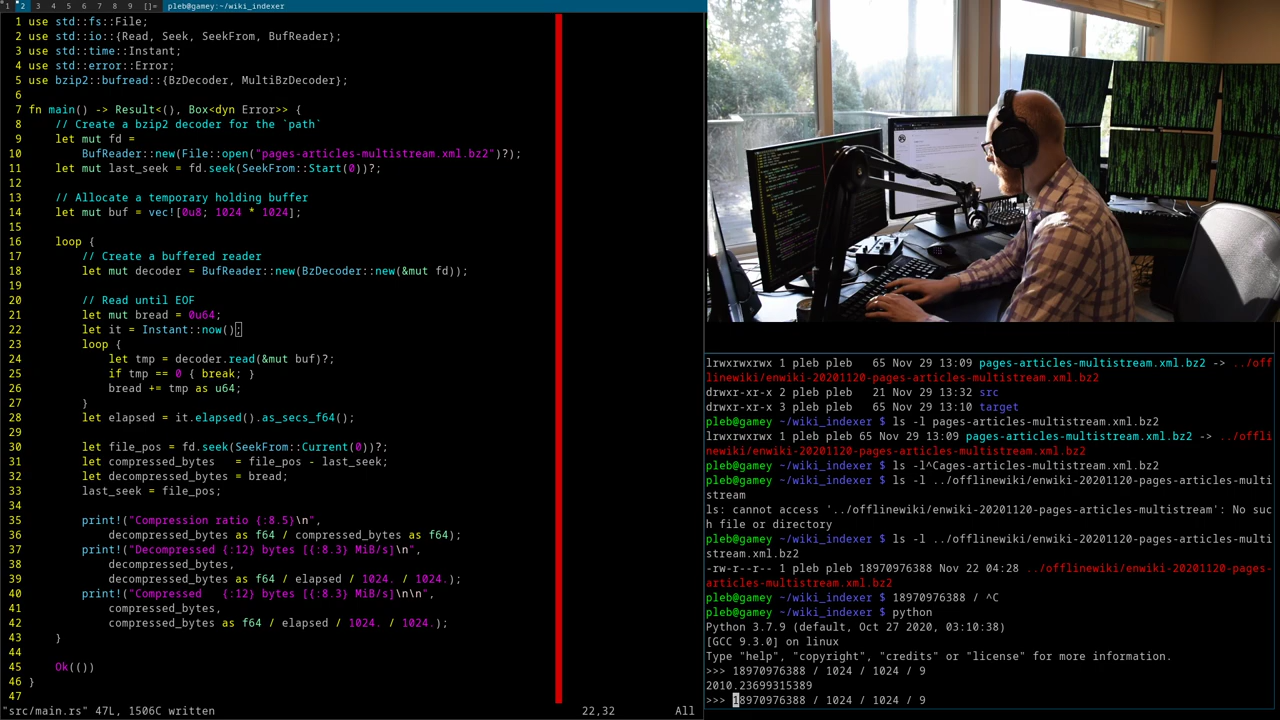 1 2 3 4 5 6 7 8 9 []= pleb@gamey:~/wiki_indexer
1 use std::fs::File;
2 use std::io::{Read, Seek, SeekFrom, BufReader};
3 use std::time::Instant;
4 use std::error::Error;
5 use bzip2::bufread::{BzDecoder, MultiBzDecoder};
6
7 fn main() -> Result<(), Box<dyn Error>> {
8     // Create a bzip2 decoder for the `path`
9     let mut fd =
10         BufReader::new(File::open("pages-articles-multistream.xml.bz2")?);
11     let mut last_seek = fd.seek(SeekFrom::Start(0))?;
12
13     // Allocate a temporary holding buffer
14     let mut buf = vec![0u8; 1024 * 1024];
15
16     loop {
17         // Create a buffered reader
18         let mut decoder = BufReader::new(BzDecoder::new(&mut fd));
19
20         // Read until EOF
21         let mut bread = 0u64;
22         let it = Instant::now();
23         loop {
24             let tmp = decoder.read(&mut buf)?;
25             if tmp == 0 { break; }
26             bread += tmp as u64;
27         }
28         let elapsed = it.elapsed().as_secs_f64();
29
30         let file_pos = fd.seek(SeekFrom::Current(0))?;
31         let compressed_bytes   = file_pos - last_seek;
32         let decompressed_bytes = bread;
33         last_seek = file_pos;
34
35         print!("Compression ratio {:8.5}\n",
36             decompressed_bytes as f64 / compressed_bytes as f64);
37         print!("Decompressed {:12} bytes [{:8.3} MiB/s]\n",
38             decompressed_bytes,
39             decompressed_bytes as f64 / elapsed / 1024. / 1024.);
40         print!("Compressed   {:12} bytes [{:8.3} MiB/s]\n\n",
41             compressed_bytes,
42             compressed_bytes as f64 / elapsed / 1024. / 1024.);
43     }
44
45     Ok(())
46 }
47
"src/main.rs" 47L, 1506C written 22,32 All
lrwxrwxrwx 1 pleb pleb   65 Nov 29 13:09 pages-articles-multistream.xml.bz2 -> ../off
linewiki/enwiki-20201120-pages-articles-multistream.xml.bz2
drwxr-xr-x 2 pleb pleb   21 Nov 29 13:32 src
drwxr-xr-x 3 pleb pleb   65 Nov 29 13:10 target
pleb@gamey ~/wiki_indexer $ ls -l pages-articles-multistream.xml.bz2
lrwxrwxrwx 1 pleb pleb 65 Nov 29 13:09 pages-articles-multistream.xml.bz2 -> ../offli
newiki/enwiki-20201120-pages-articles-multistream.xml.bz2
pleb@gamey ~/wiki_indexer $ ls -l^Cages-articles-multistream.xml.bz2
pleb@gamey ~/wiki_indexer $ ls -l ../offlinewiki/enwiki-20201120-pages-articles-multi
stream
ls: cannot access '../offlinewiki/enwiki-20201120-pages-articles-multistream': No suc
h file or directory
pleb@gamey ~/wiki_indexer $ ls -l ../offlinewiki/enwiki-20201120-pages-articles-multi
stream.xml.bz2
-rw-r--r-- 1 pleb pleb 18970976388 Nov 22 04:28 ../offlinewiki/enwiki-20201120-pages-
articles-multistream.xml.bz2
pleb@gamey ~/wiki_indexer $ 18970976388 / ^C
pleb@gamey ~/wiki_indexer $ python
Python 3.7.9 (default, Oct 27 2020, 03:10:38)
[GCC 9.3.0] on linux
Type "help", "copyright", "credits" or "license" for more information.
>>> 18970976388 / 1024 / 1024 / 9
2010.23699315389
>>> 18970976388 / 1024 / 1024 / 9